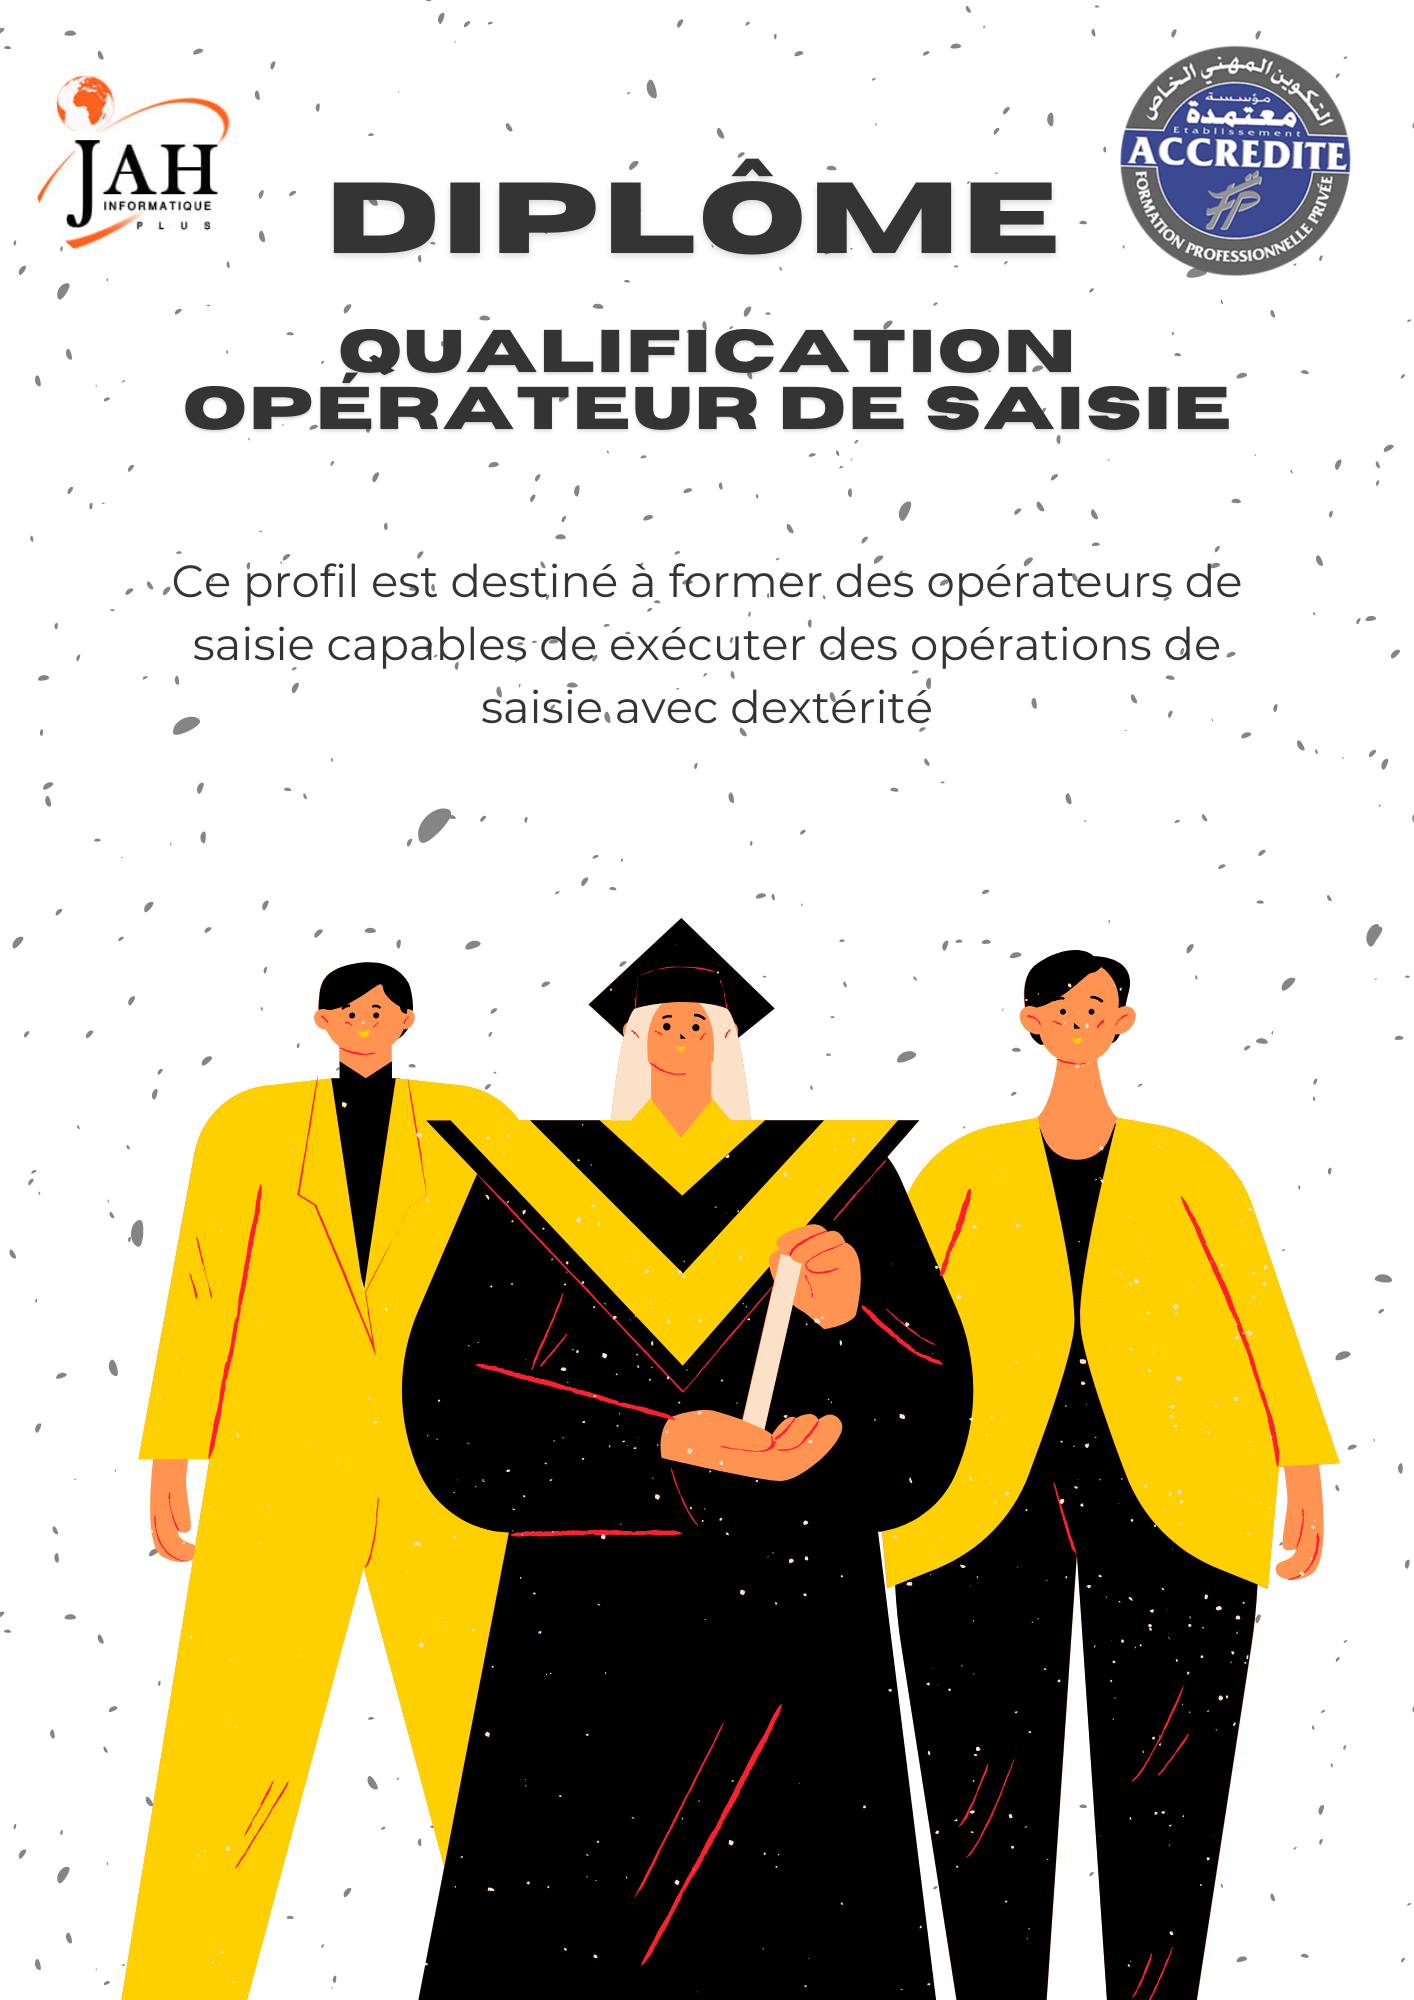 JAH
INFORMATIQUE
PLUS
التكوين المهني الخاص
مؤسسة
معتمدة
Etablissement
ACCREDITE
FP
FORMATION PROFESSIONNELLE PRIVÉE
DIPLÔME
QUALIFICATION
OPÉRATEUR DE SAISIE
Ce profil est destiné à former des opérateurs de
saisie capables de exécuter des opérations de
saisie avec dextérité